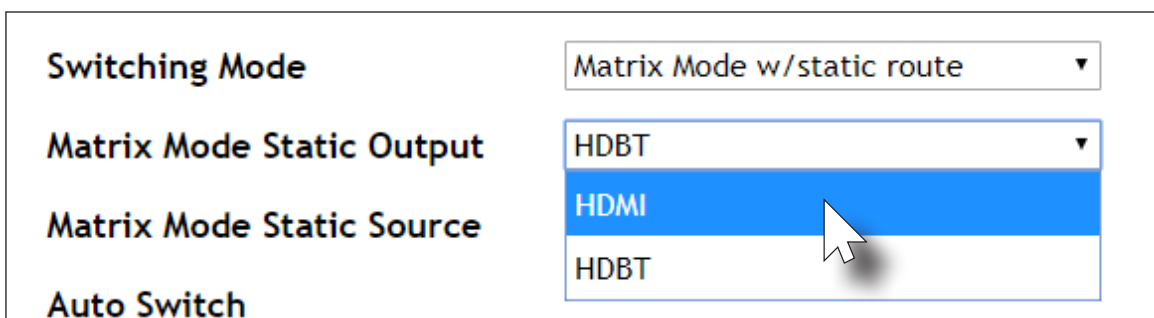 Switching Mode Matrix Mode w/static route
Matrix Mode Static Output HDBT
HDMI
Matrix Mode Static Source
HDBT
Auto Switch